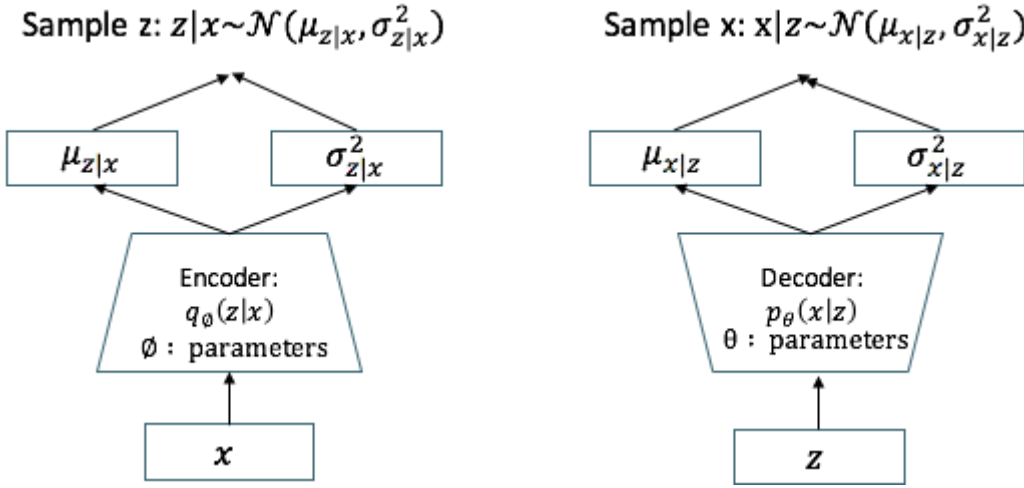 Sample z: z|x~𝒩(μ_{z|x}, σ²_{z|x})
μ_{z|x}
σ²_{z|x}
Encoder:
q_∅(z|x)
∅ : parameters
x
Sample x: x|z~𝒩(μ_{x|z}, σ²_{x|z})
μ_{x|z}
σ²_{x|z}
Decoder:
p_θ(x|z)
θ : parameters
z